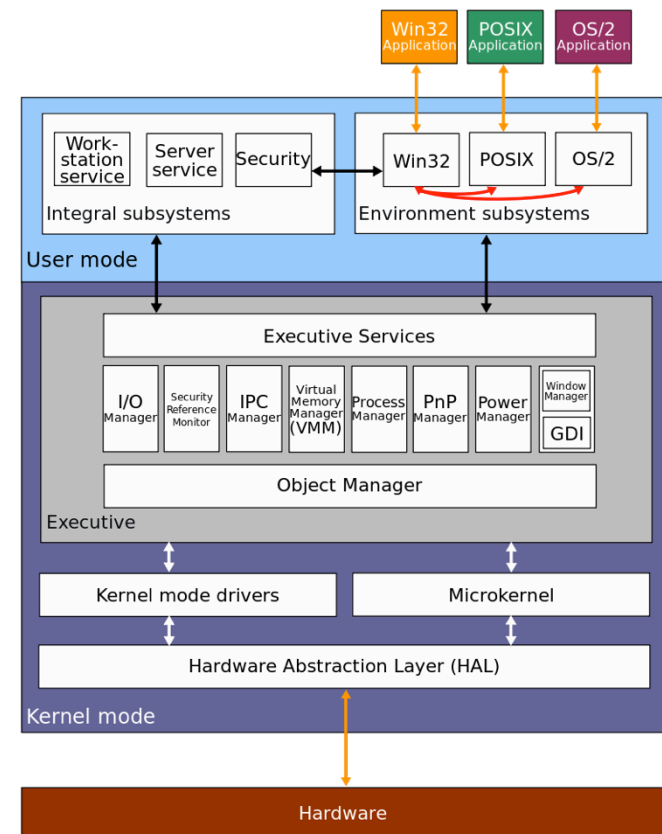 Win32
Application
POSIX
Application
OS/2
Application
Work-
station
service
Server
service
Security
Integral subsystems
Win32
POSIX
OS/2
Environment subsystems
User mode
Executive Services
I/O
Manager
Security
Reference
Monitor
IPC
Manager
Virtual
Memory
Manager
(VMM)
Process
Manager
PnP
Manager
Power
Manager
Window
Manager
GDI
Object Manager
Executive
Kernel mode drivers
Microkernel
Hardware Abstraction Layer (HAL)
Kernel mode
Hardware